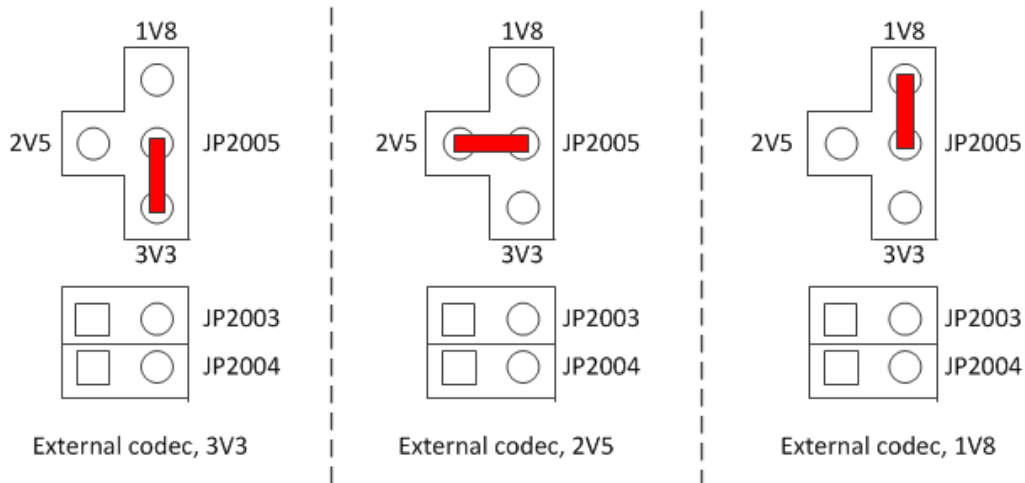 1V8
2V5
JP2005
3V3
JP2003
JP2004
External codec, 3V3
1V8
2V5
JP2005
3V3
JP2003
JP2004
External codec, 2V5
1V8
2V5
JP2005
3V3
JP2003
JP2004
External codec, 1V8